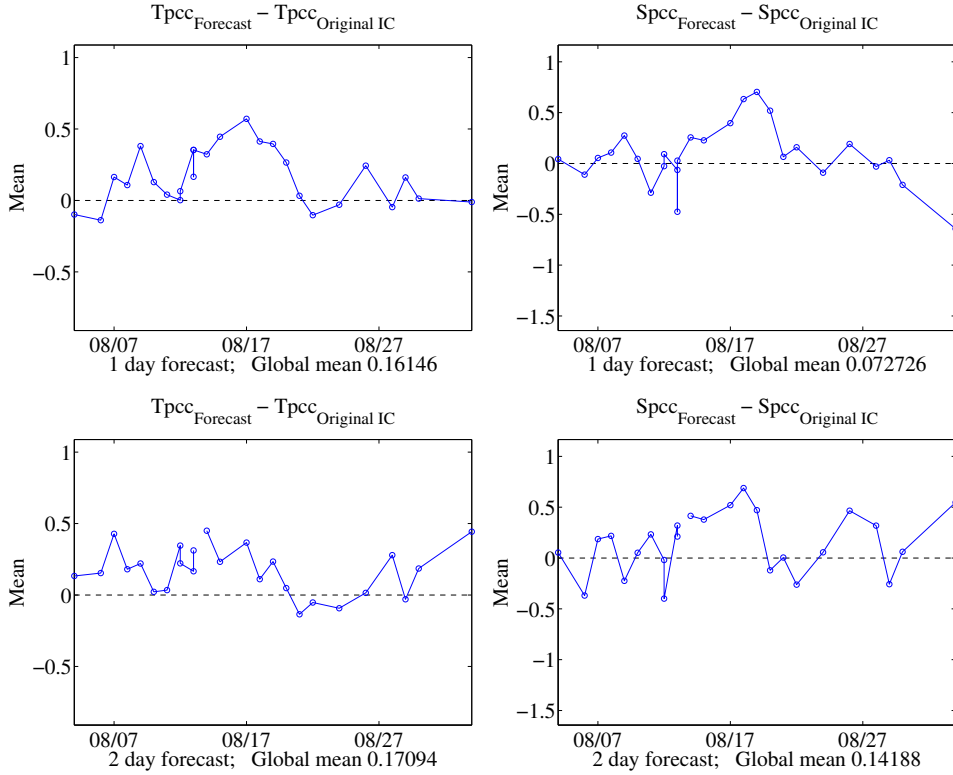 Tpcc_Forecast − Tpcc_Original IC
Mean
1
0.5
0
−0.5
08/07 08/17 08/27
1 day forecast; Global mean 0.16146
Spcc_Forecast − Spcc_Original IC
Mean
1
0.5
0
−0.5
−1
−1.5
08/07 08/17 08/27
1 day forecast; Global mean 0.072726
Tpcc_Forecast − Tpcc_Original IC
Mean
1
0.5
0
−0.5
08/07 08/17 08/27
2 day forecast; Global mean 0.17094
Spcc_Forecast − Spcc_Original IC
Mean
1
0.5
0
−0.5
−1
−1.5
08/07 08/17 08/27
2 day forecast; Global mean 0.14188